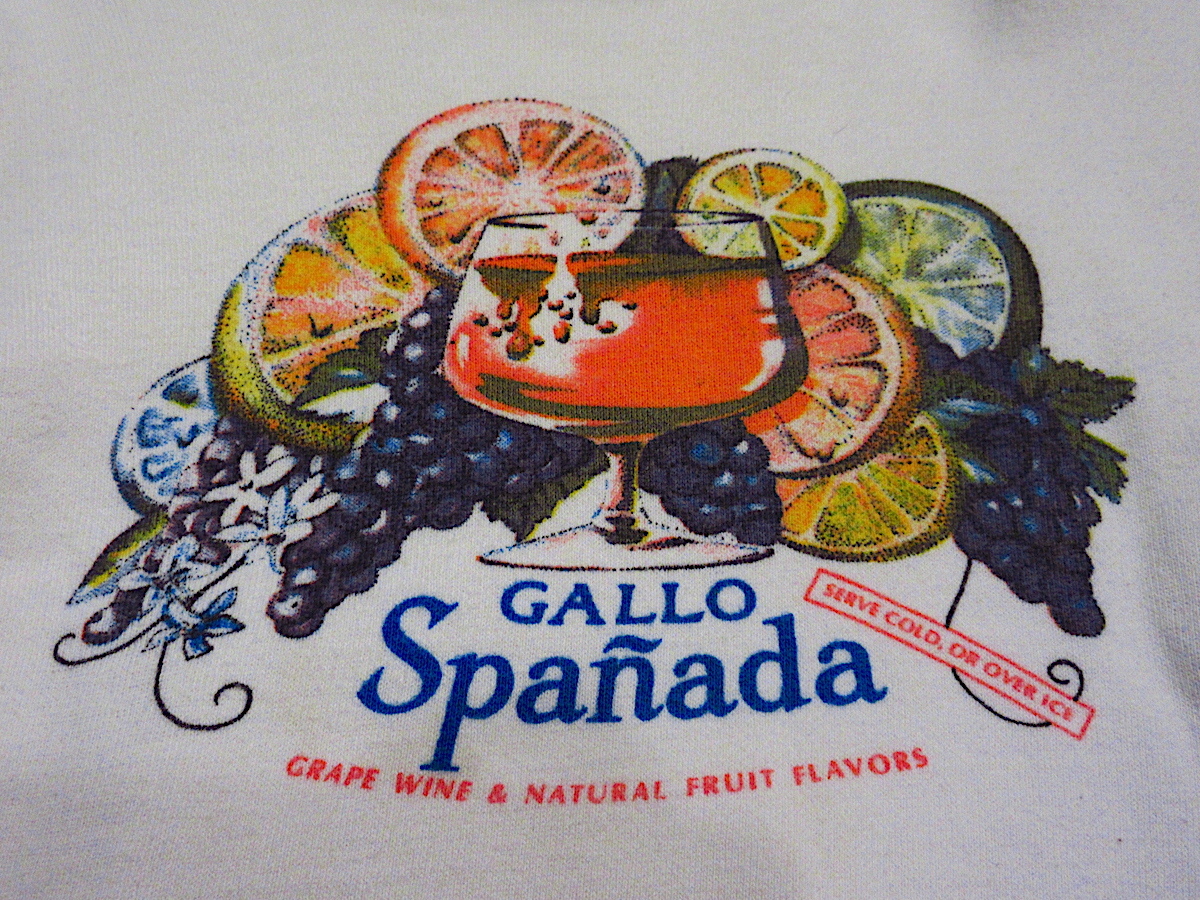 GALLO
Spañada
SERVE COLD, OR OVER ICE
GRAPE WINE & NATURAL FRUIT FLAVORS